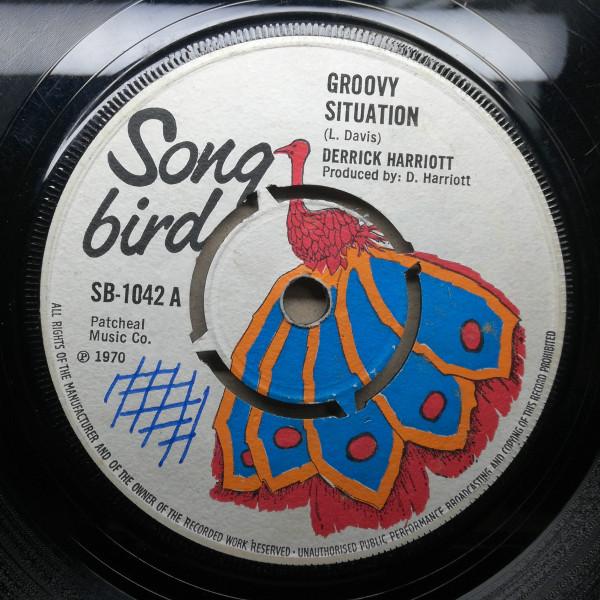 Song
bird
GROOVY
SITUATION
(L. Davis)
DERRICK HARRIOTT
Produced by: D. Harriott
SB-1042 A
Patcheal
Music Co.
℗ 1970
ALL RIGHTS OF THE MANUFACTURER AND OF THE OWNER OF THE RECORDED WORK RESERVED · UNAUTHORISED PUBLIC PERFORMANCE BROADCASTING AND COPYING OF THIS RECORD PROHIBITED